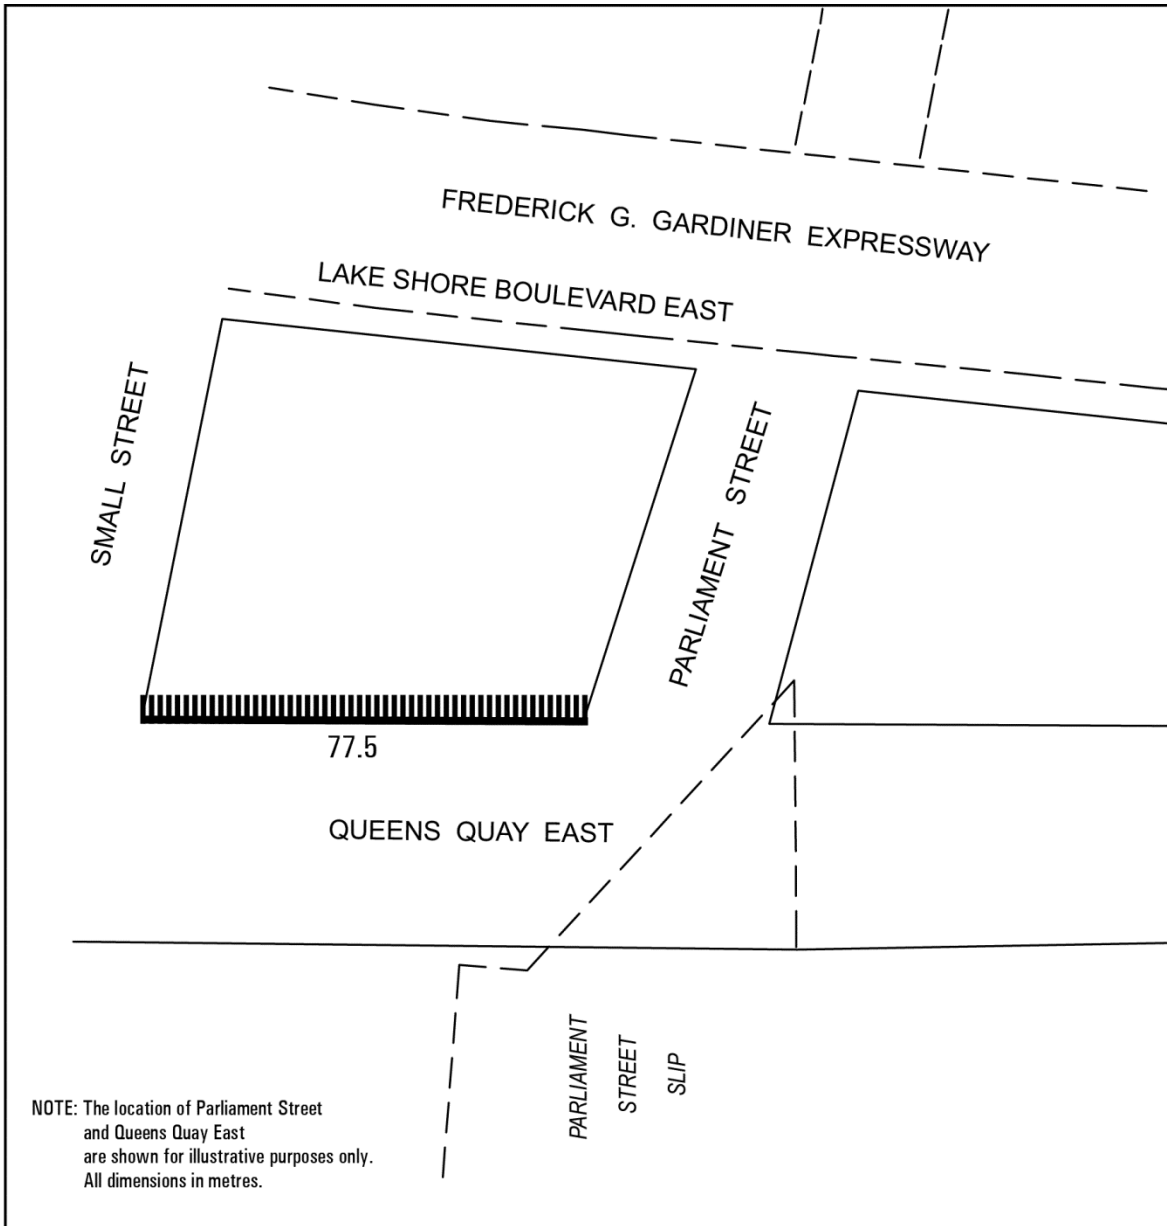 FREDERICK G. GARDINER EXPRESSWAY
LAKE SHORE BOULEVARD EAST
SMALL STREET
PARLIAMENT STREET
77.5
QUEENS QUAY EAST
PARLIAMENT
STREET
SLIP
NOTE: The location of Parliament Street
and Queens Quay East
are shown for illustrative purposes only.
All dimensions in metres.